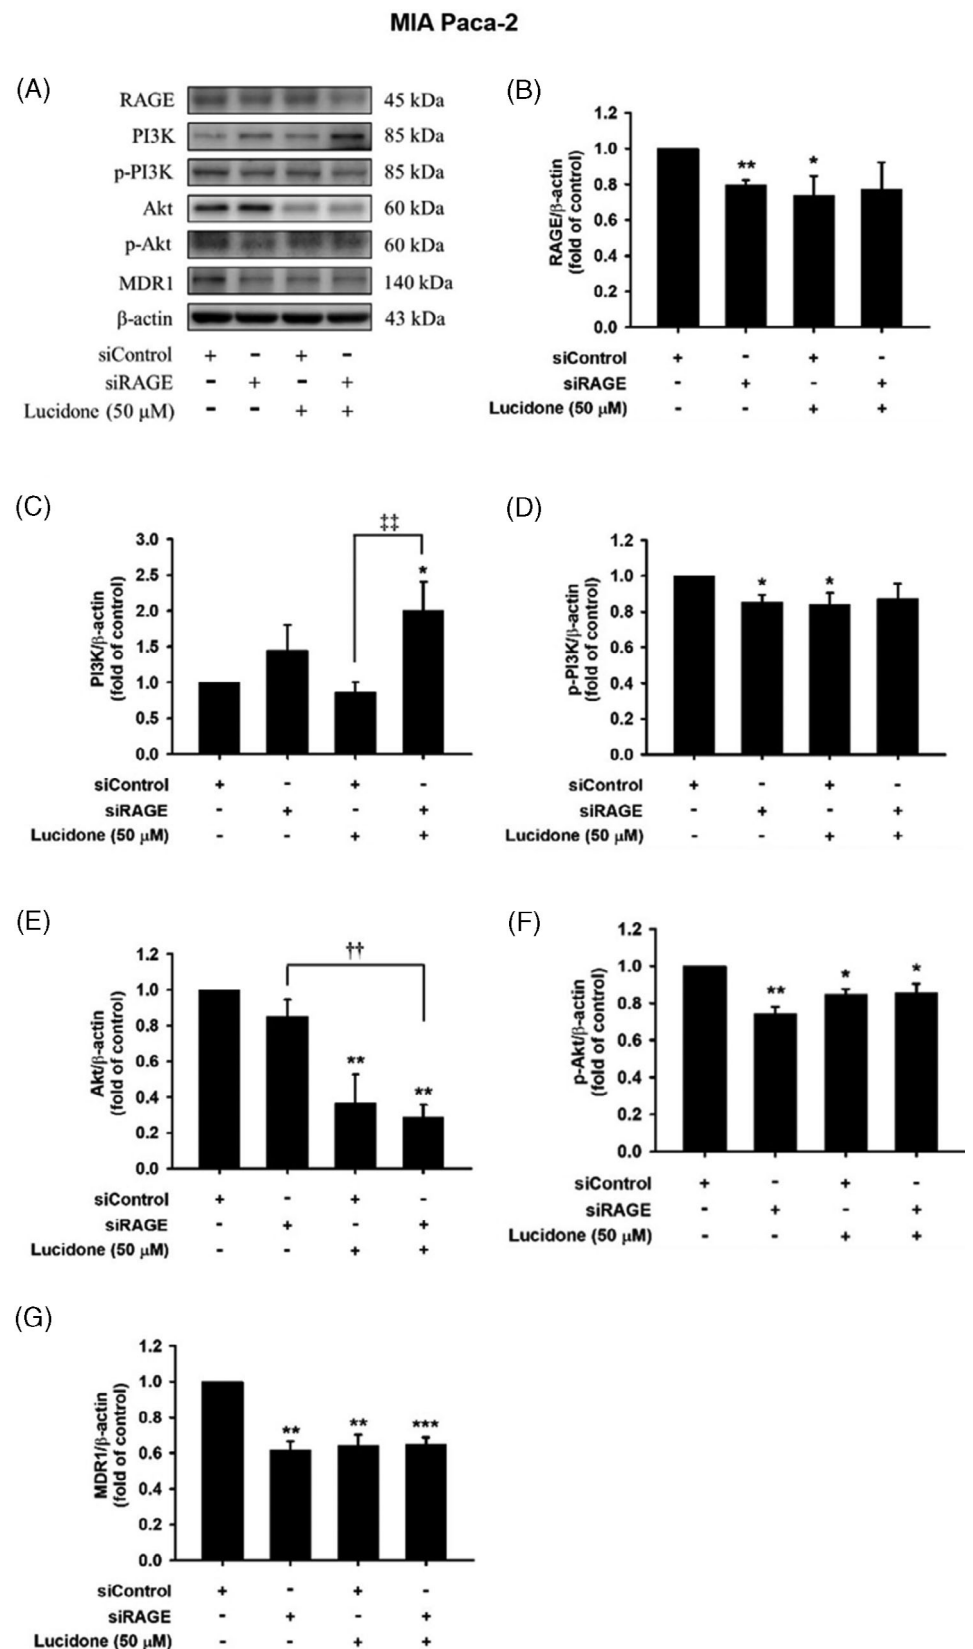 MIA Paca-2
(A)
RAGE 45 kDa
PI3K 85 kDa
p-PI3K 85 kDa
Akt 60 kDa
p-Akt 60 kDa
MDR1 140 kDa
β-actin 43 kDa
siControl + - + -
siRAGE - + - +
Lucidone (50 μM) - - + +
(B)
RAGE/β-actin
(fold of control)
1.2
1.0
0.8
0.6
0.4
0.2
0.0
** *
siControl + - + -
siRAGE - + - +
Lucidone (50 μM) - - + +
(C)
PI3K/β-actin
(fold of control)
3.0
2.5
2.0
1.5
1.0
0.5
0.0
‡‡
*
siControl + - + -
siRAGE - + - +
Lucidone (50 μM) - - + +
(D)
p-PI3K/β-actin
(fold of control)
1.2
1.0
0.8
0.6
0.4
0.2
0.0
* *
siControl + - + -
siRAGE - + - +
Lucidone (50 μM) - - + +
(E)
Akt/β-actin
(fold of control)
1.2
1.0
0.8
0.6
0.4
0.2
0.0
††
** **
siControl + - + -
siRAGE - + - +
Lucidone (50 μM) - - + +
(F)
p-Akt/β-actin
(fold of control)
1.2
1.0
0.8
0.6
0.4
0.2
0.0
** * *
siControl + - + -
siRAGE - + - +
Lucidone (50 μM) - - + +
(G)
MDR1/β-actin
(fold of control)
1.2
1.0
0.8
0.6
0.4
0.2
0.0
** ** ***
siControl + - + -
siRAGE - + - +
Lucidone (50 μM) - - + +